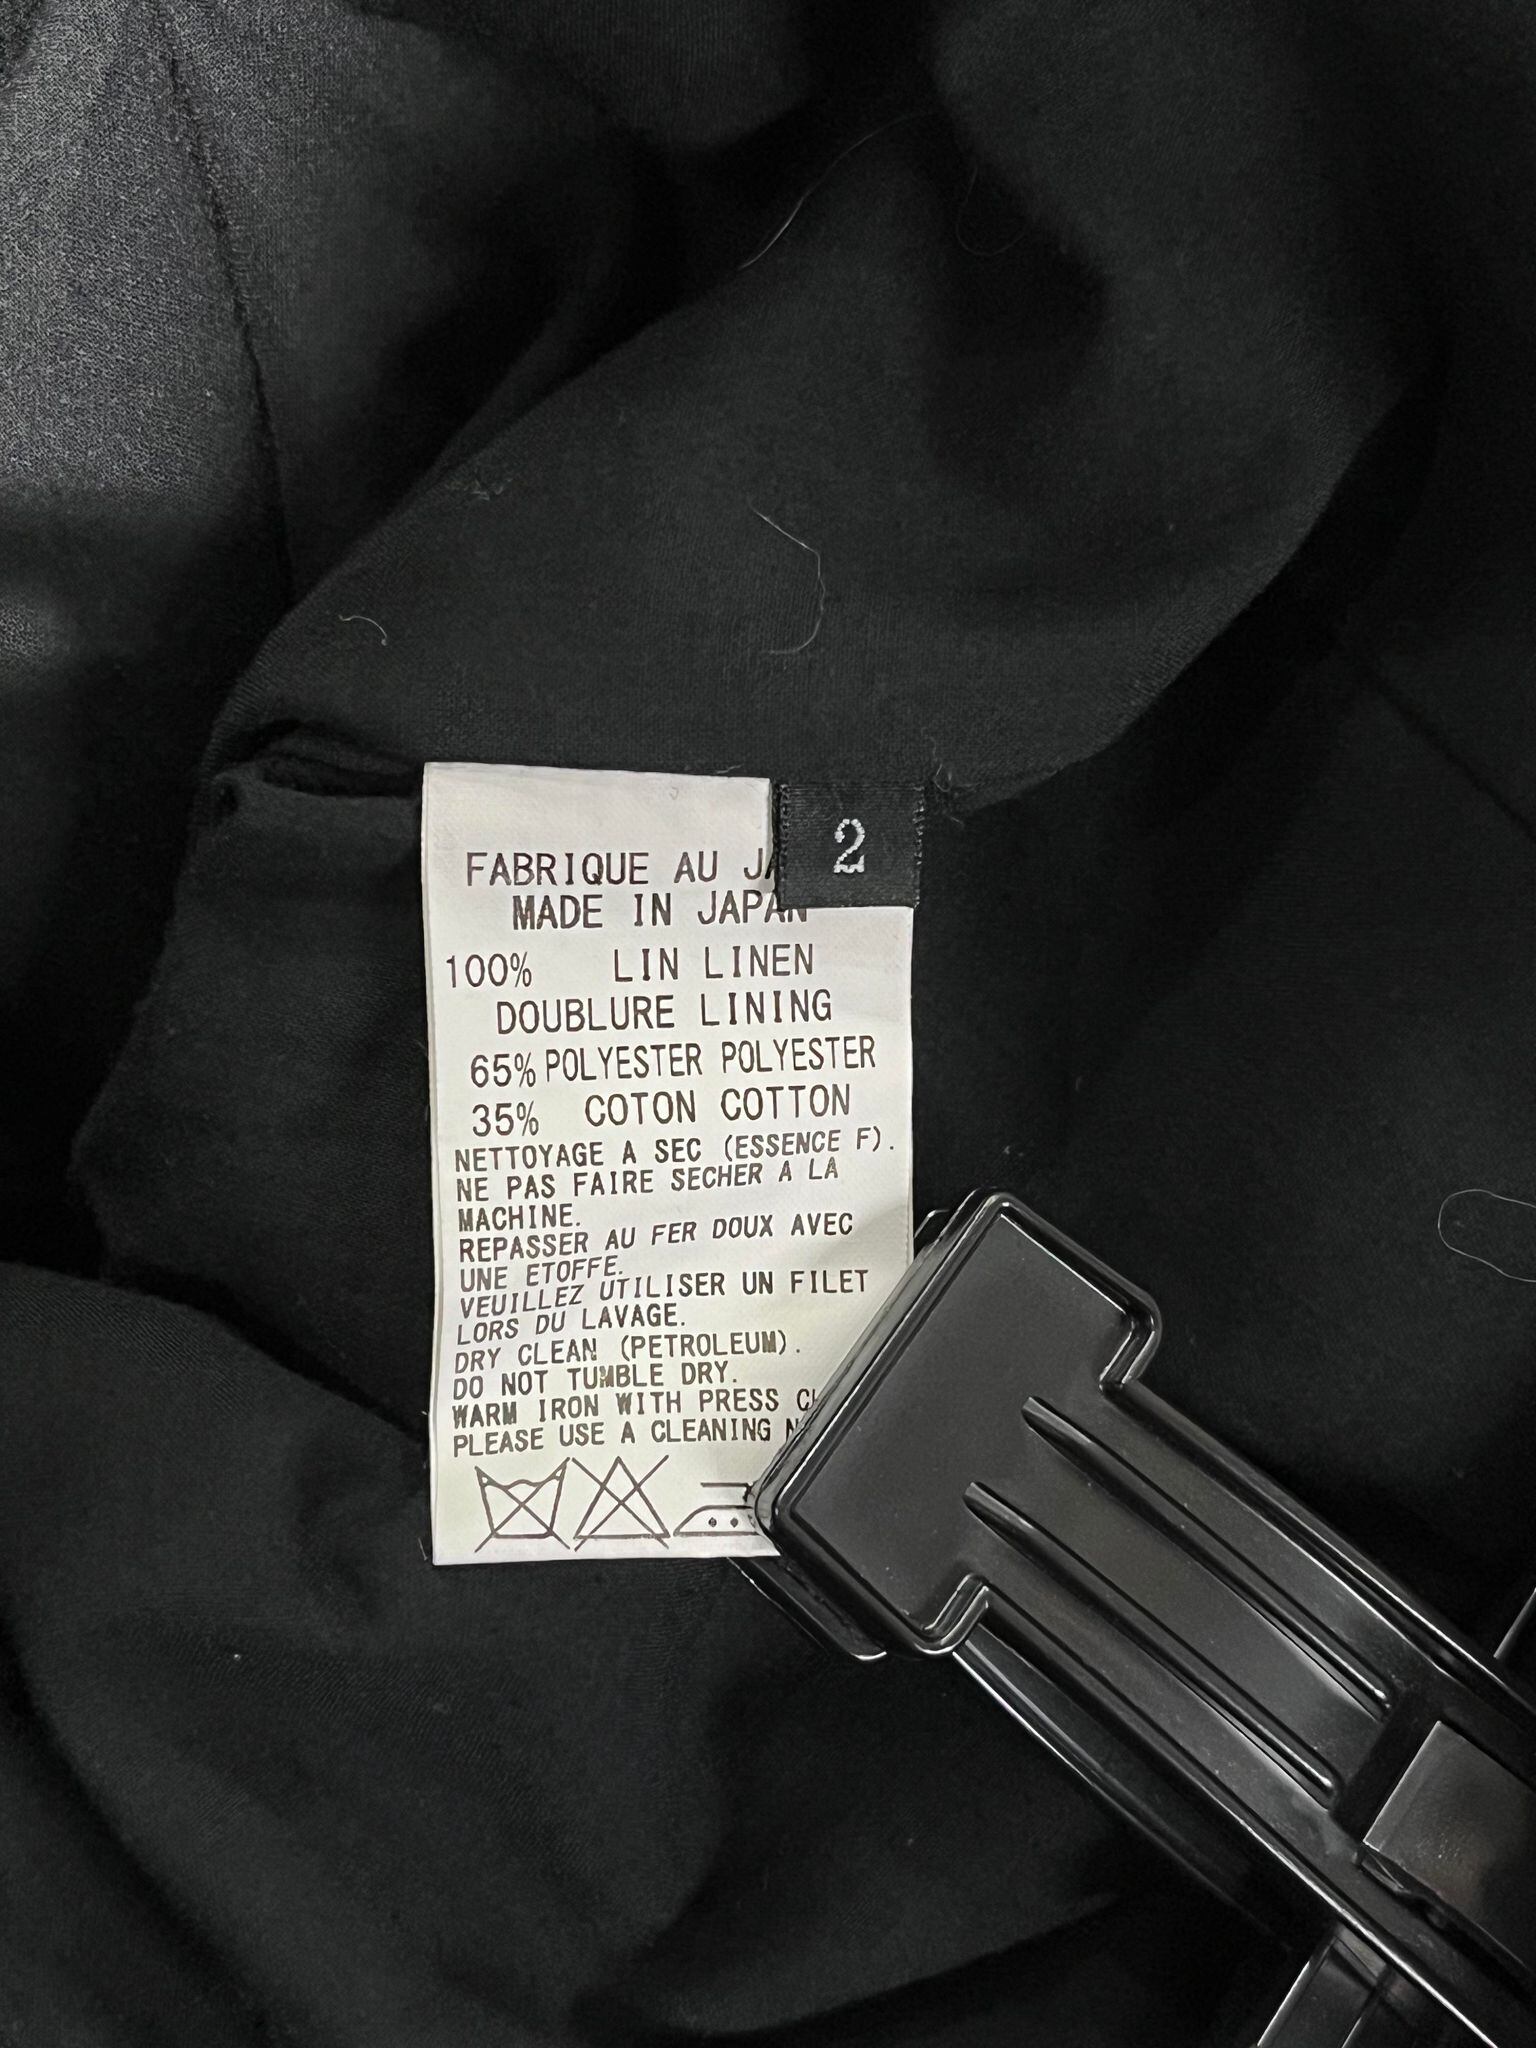 2
FABRIQUE AU
MADE IN JAPAN
100% LIN LINEN
DOUBLURE LINING
65% POLYESTER POLYESTER
35% COTON COTTON
NETTOYAGE A SEC (ESSENCE F).
NE PAS FAIRE SECHER A LA
MACHINE.
REPASSER AU FER DOUX AVEC
UNE ETOFFE.
VEUILLEZ UTILISER UN FILET
LORS DU LAVAGE.
DRY CLEAN (PETROLEUM).
DO NOT TUMBLE DRY.
WARM IRON WITH PRESS
PLEASE USE A CLEANING